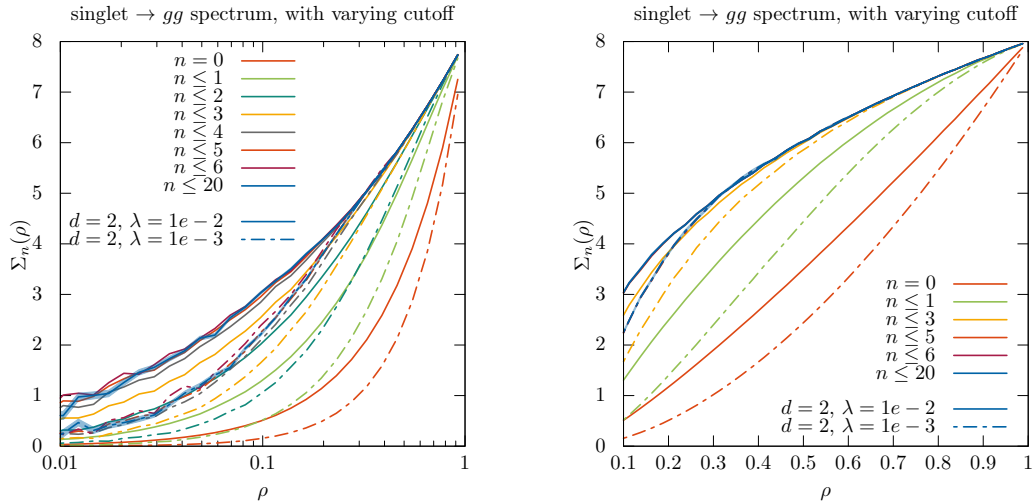 singlet → gg spectrum, with varying cutoff
8
7
6
5
4
3
2
1
0
Σₙ(ρ)
n = 0
n ≤ 1
n ≤ 2
n ≤ 3
n ≤ 4
n ≤ 5
n ≤ 6
n ≤ 20
d = 2, λ = 1e − 2
d = 2, λ = 1e − 3
0.01
0.1
1
ρ
singlet → gg spectrum, with varying cutoff
8
7
6
5
4
3
2
1
0
Σₙ(ρ)
n = 0
n ≤ 1
n ≤ 3
n ≤ 5
n ≤ 6
n ≤ 20
d = 2, λ = 1e − 2
d = 2, λ = 1e − 3
0.1 0.2 0.3 0.4 0.5 0.6 0.7 0.8 0.9 1
ρ